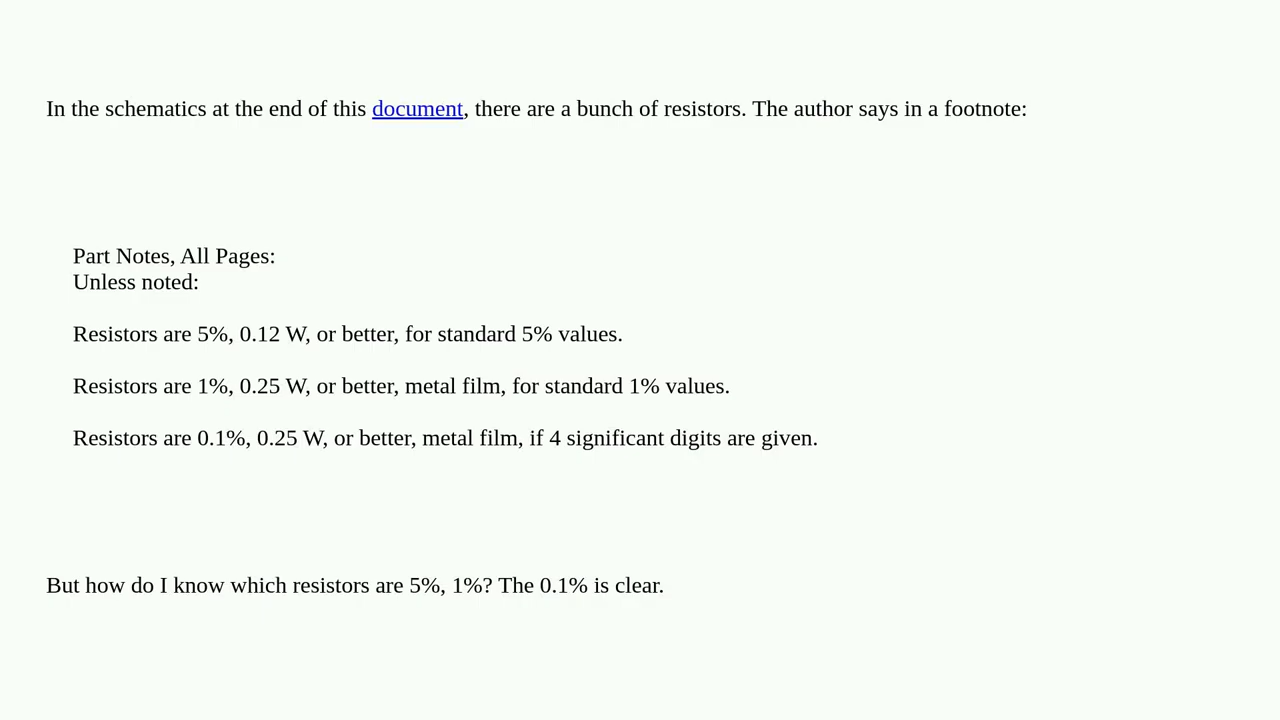 In the schematics at the end of this document, there are a bunch of resistors. The author says in a footnote:
Part Notes, All Pages:
Unless noted:
Resistors are 5%, 0.12 W, or better, for standard 5% values.
Resistors are 1%, 0.25 W, or better, metal film, for standard 1% values.
Resistors are 0.1%, 0.25 W, or better, metal film, if 4 significant digits are given.
But how do I know which resistors are 5%, 1%? The 0.1% is clear.